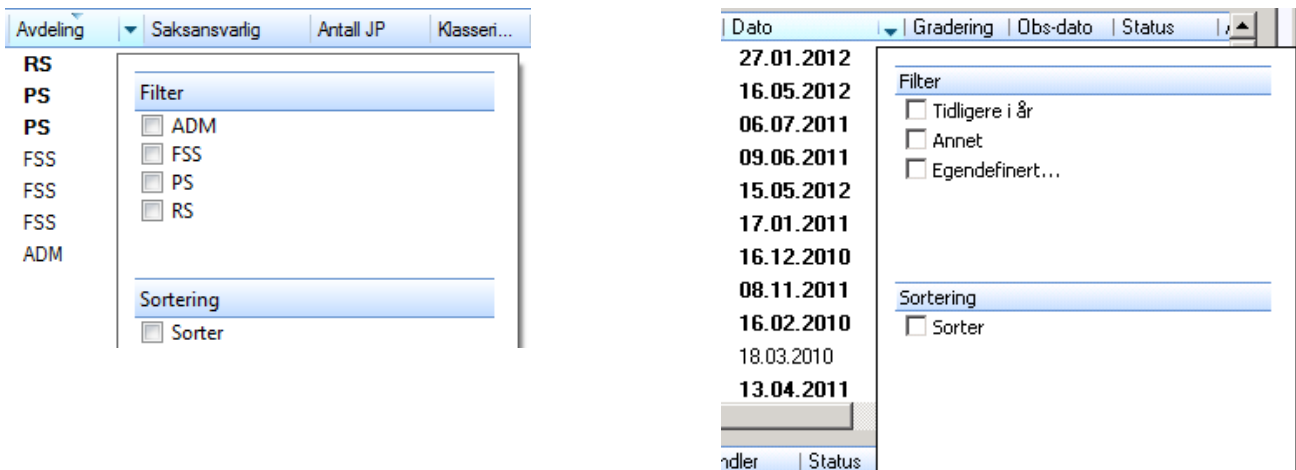 Avdeling Saksansvarlig Antall JP Klasseri...
RS
PS
PS
FSS
FSS
FSS
ADM
Filter
ADM
FSS
PS
RS
Sortering
Sorter
Dato Gradering Obs-dato Status
27.01.2012
16.05.2012
06.07.2011
09.06.2011
15.05.2012
17.01.2011
16.12.2010
08.11.2011
16.02.2010
18.03.2010
13.04.2011
Filter
Tidligere i år
Annet
Egendefinert...
Sortering
Sorter
ndler Status